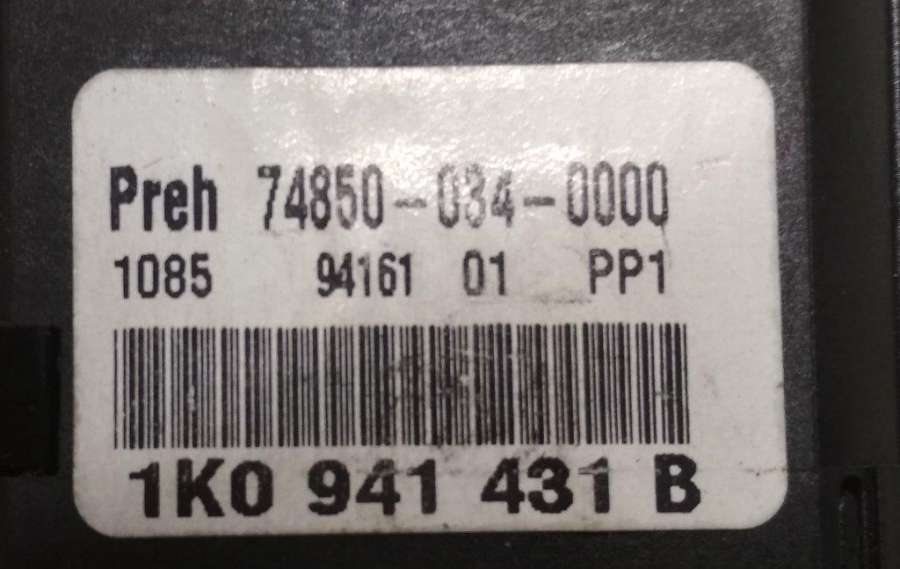 Preh 74850-034-0000
1085 94161 01 PP1
1K0 941 431 B